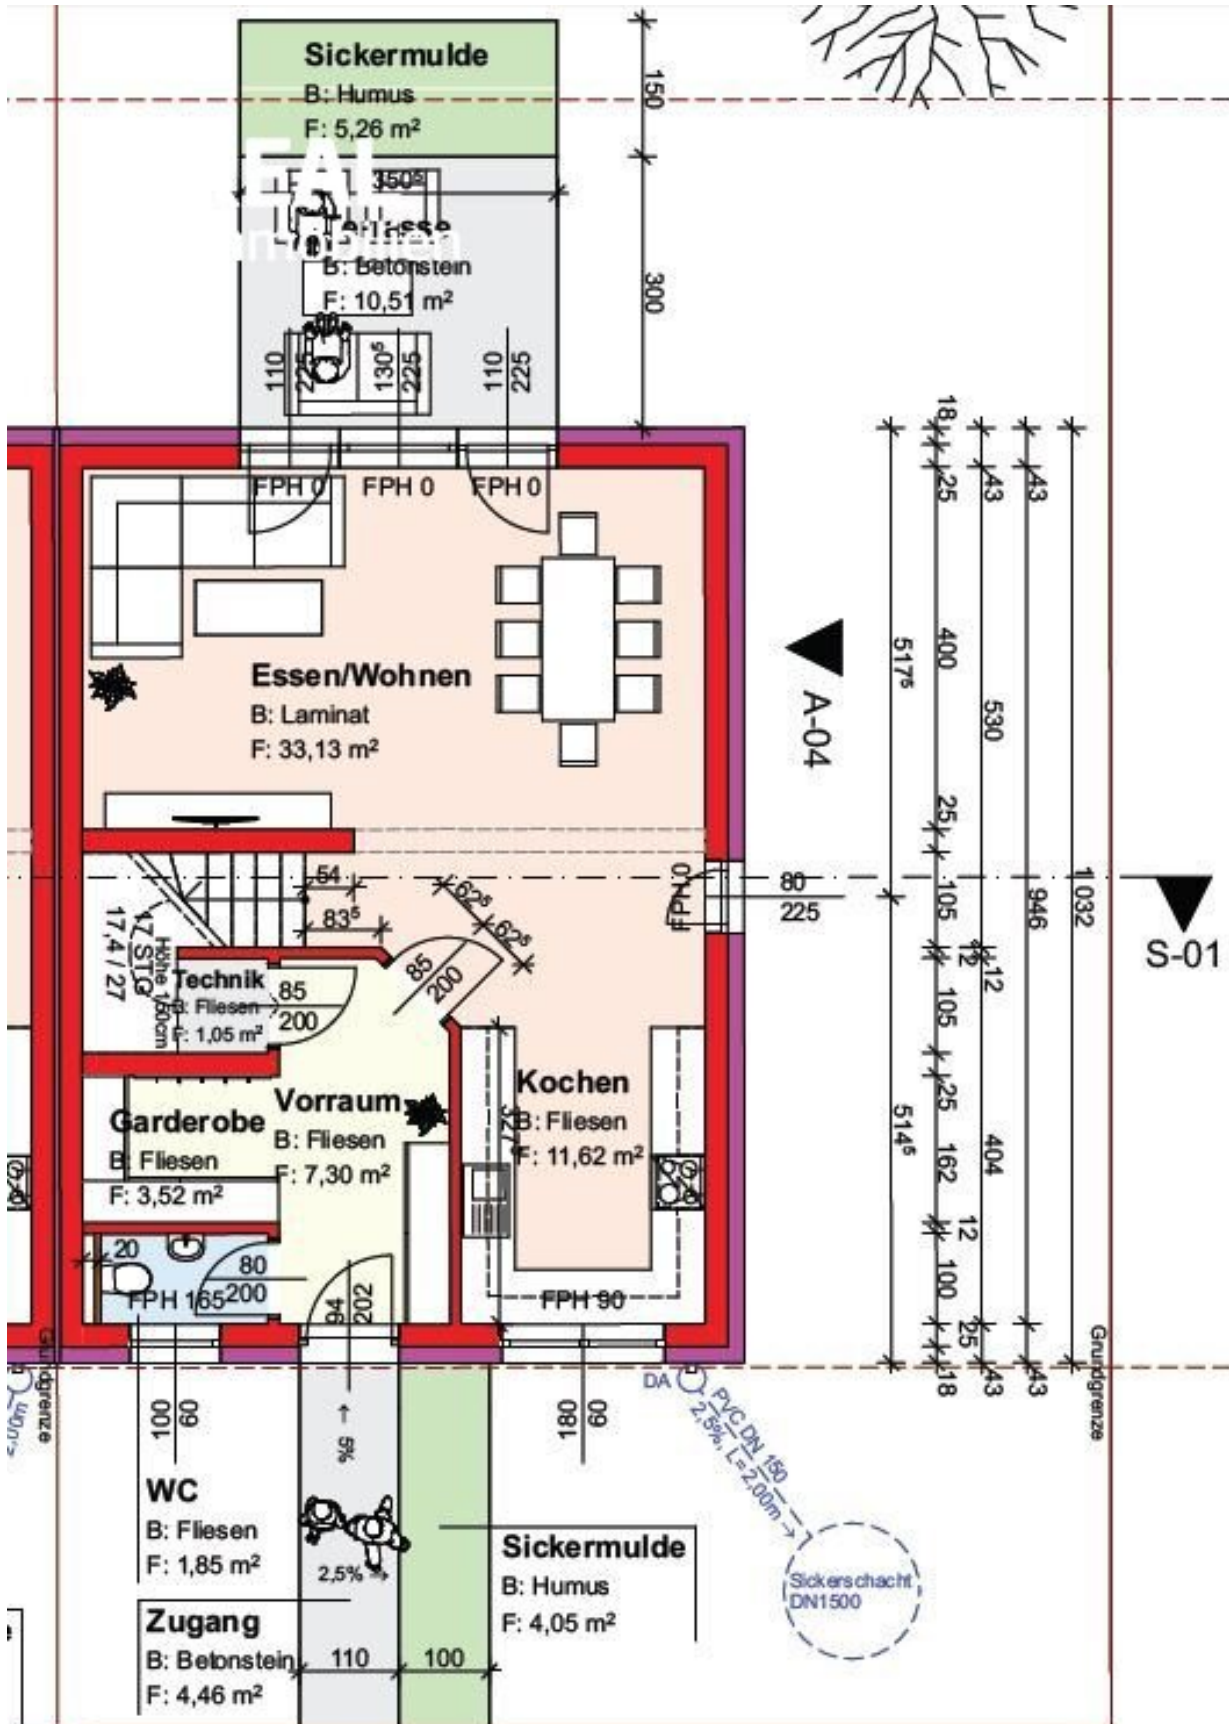 Sickermulde
B: Humus
F: 5,26 m²
150
EAL
350⁵
B: Betonstein
F: 10,51 m²
300
110
225
130⁵
225
110
225
FPH 0
FPH 0
FPH 0
Essen/Wohnen
B: Laminat
F: 33,13 m²
A-04
18
25
43
43
517⁵
400
530
25
105
946
1 032
12
12
105
25
514⁵
162
404
12
100
25
18
43
43
S-01
54
83⁵
62⁵
62⁵
FPH 0
80
225
17 STG
17,4 / 27
Höhe 150cm
Technik
B: Fliesen
F: 1,05 m²
85
200
85
200
Garderobe
B: Fliesen
F: 3,52 m²
Vorraum
B: Fliesen
F: 7,30 m²
Kochen
B: Fliesen
F: 11,62 m²
20
80
200
FPH 165
94
202
FPH 90
Grundgrenze
Grundgrenze
100
60
5%
180
69
DA
PVC DN 150
2,5%, L=2,00m
WC
B: Fliesen
F: 1,85 m²
2,5%
Sickermulde
B: Humus
F: 4,05 m²
Sickerschacht
DN1500
Zugang
B: Betonstein
F: 4,46 m²
110
100